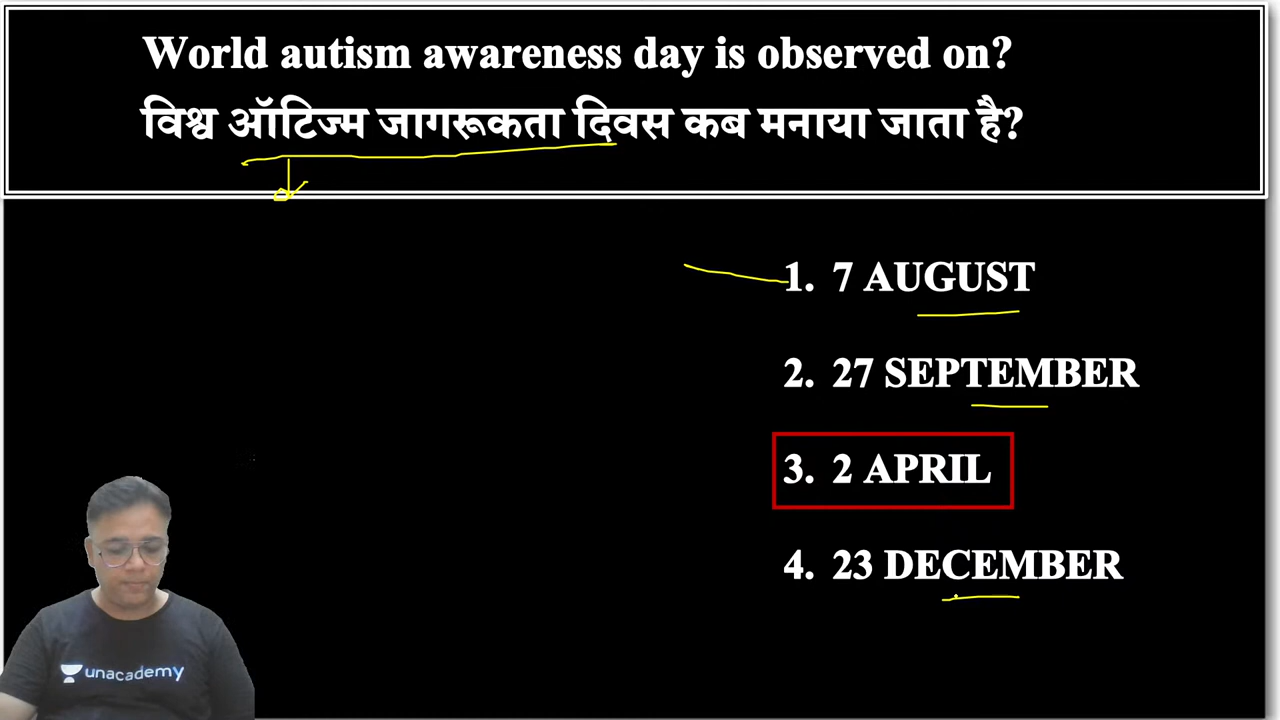 World autism awareness day is observed on?
विश्व ऑटिज्म जागरूकता दिवस कब मनाया जाता है?
1. 7 AUGUST
2. 27 SEPTEMBER
3. 2 APRIL
4. 23 DECEMBER
unacademy